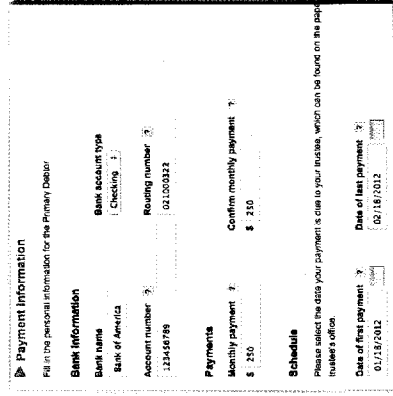 Payment Information
Fill in the personal information for the Primary Debtor
Bank Information
Bank name
Bank account type
Bank of America
Checking
Account number ?
Routing number ?
123456789
021000322
Payments
Monthly payment ?
Confirm monthly payment ?
$ 250
$ 250
Schedule
Please select the date your payment is due to your trustee, which can be found on the pape
trustee's office.
Date of first payment ?
Date of last payment ?
01/18/2012
02/18/2012